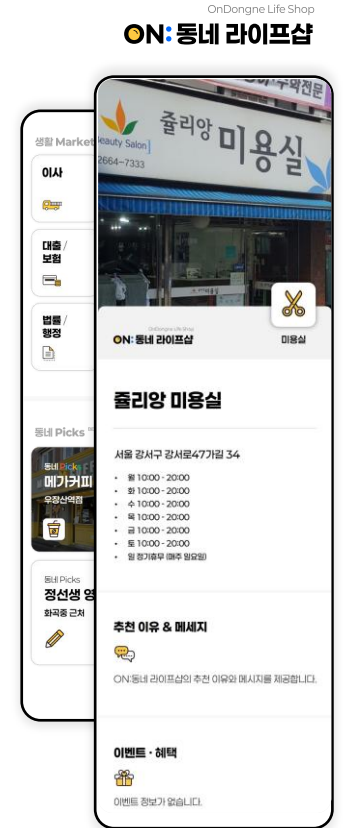 OnDongne Life Shop
ON: 동네 라이프샵
생활 Market
이사
대출 /
보험
법률 /
행정
동네 Picks
동네 Picks
메가커피
우장산역점
동네 Picks
정선생 영
화곡중 근처
쥴리앙 미용실
Beauty Salon]
2664-7333
OnDongne Life Shop
ON: 동네 라이프샵
미용실
쥴리앙 미용실
서울 강서구 강서로47가길 34
• 월 10:00 - 20:00
• 화 10:00 - 20:00
• 수 10:00 - 20:00
• 목 10:00 - 20:00
• 금 10:00 - 20:00
• 토 10:00 - 20:00
• 일 정기휴무 (매주 일요일)
추천 이유 & 메세지
ON:동네 라이프샵의 추천 이유와 메시지를 제공합니다.
이벤트 · 혜택
이벤트 정보가 없습니다.